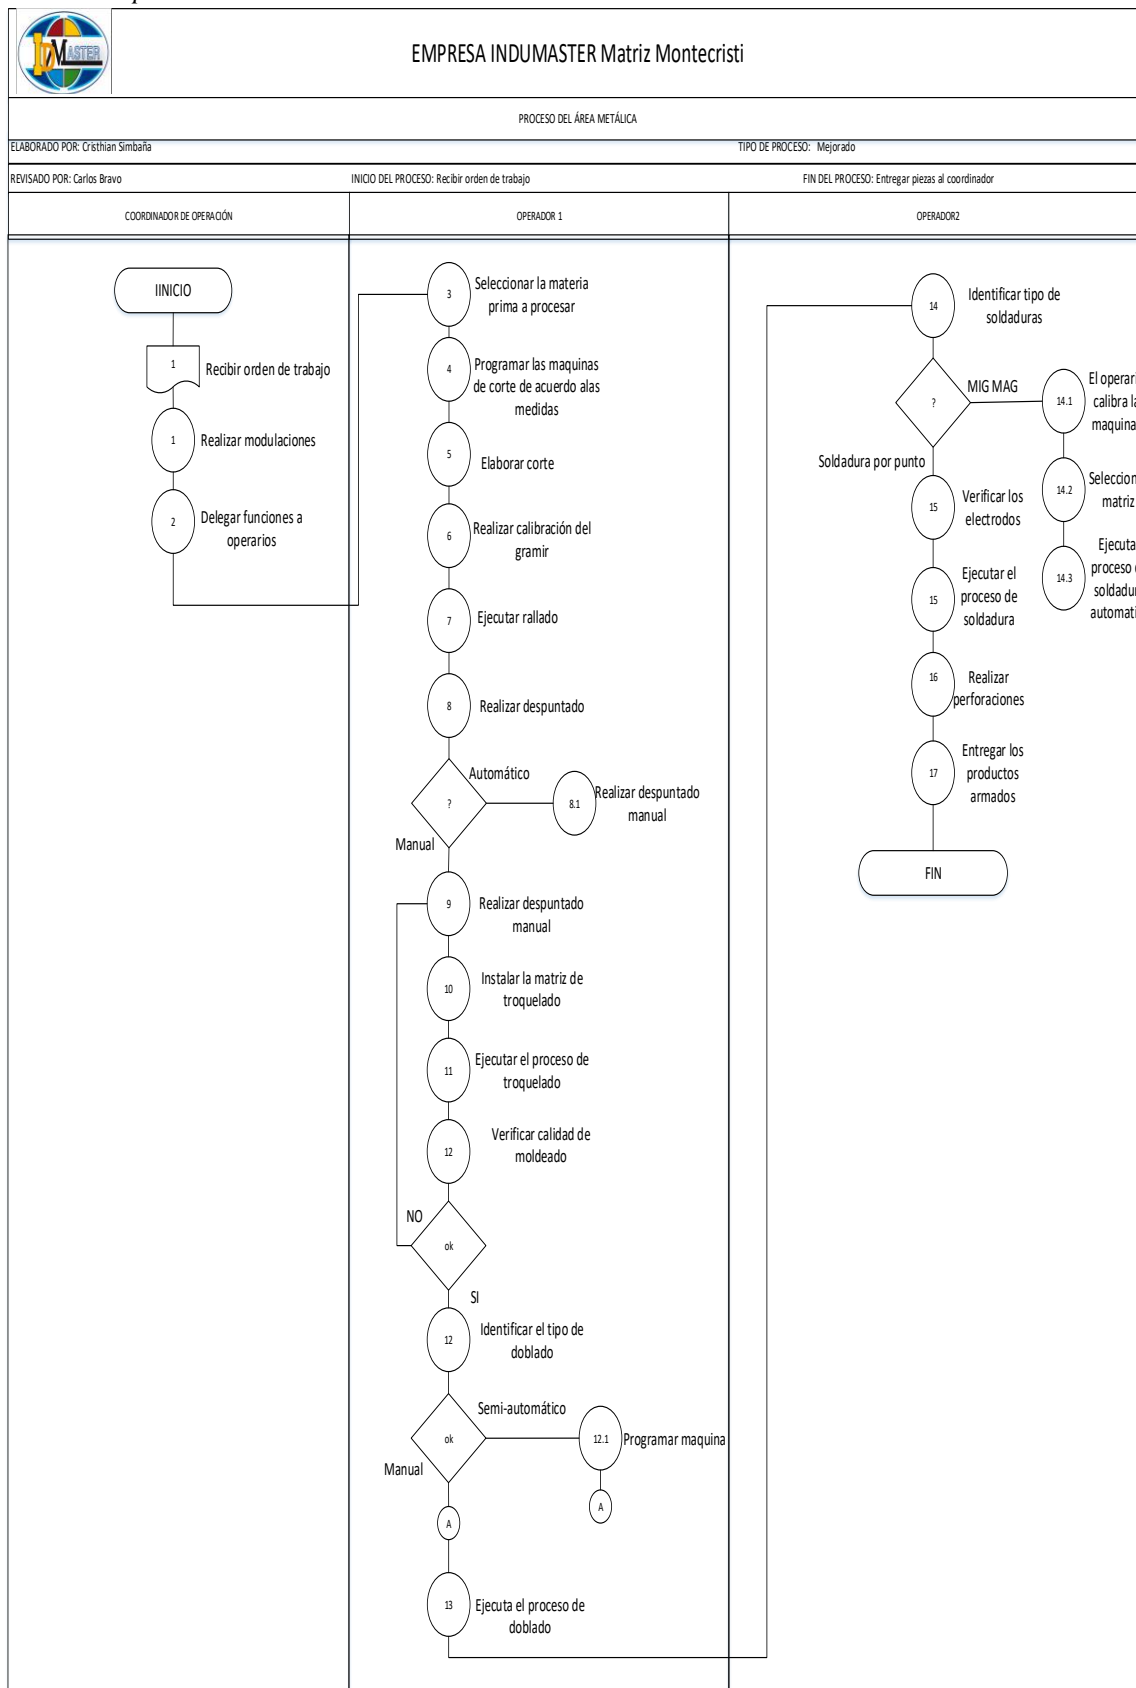 IDMASTER
EMPRESA INDUMASTER Matriz Montecristi
PROCESO DEL ÁREA METÁLICA
ELABORADO POR: Cristhian Simbaña
TIPO DE PROCESO: Mejorado
REVISADO POR: Carlos Bravo
INICIO DEL PROCESO: Recibir orden de trabajo
FIN DEL PROCESO: Entregar piezas al coordinador
COORDINADOR DE OPERACIÓN
OPERADOR 1
OPERADOR2
IINICIO
1
Recibir orden de trabajo
1
Realizar modulaciones
2
Delegar funciones a
operarios
3
Seleccionar la materia
prima a procesar
4
Programar las maquinas
de corte de acuerdo alas
medidas
5
Elaborar corte
6
Realizar calibración del
gramir
7
Ejecutar rallado
8
Realizar despuntado
?
Automático
8.1
Realizar despuntado
manual
Manual
9
Realizar despuntado
manual
10
Instalar la matriz de
troquelado
11
Ejecutar el proceso de
troquelado
12
Verificar calidad de
moldeado
NO
ok
SI
12
Identificar el tipo de
doblado
Semi-automático
ok
12.1
Programar maquina
A
Manual
A
13
Ejecuta el proceso de
doblado
14
Identificar tipo de
soldaduras
?
MIG MAG
14.1
El operari
calibra la
maquina
14.2
Seleccion
matriz
14.3
Ejecuta
proceso
soldadu
automati
Soldadura por punto
15
Verificar los
electrodos
15
Ejecutar el
proceso de
soldadura
16
Realizar
perforaciones
17
Entregar los
productos
armados
FIN